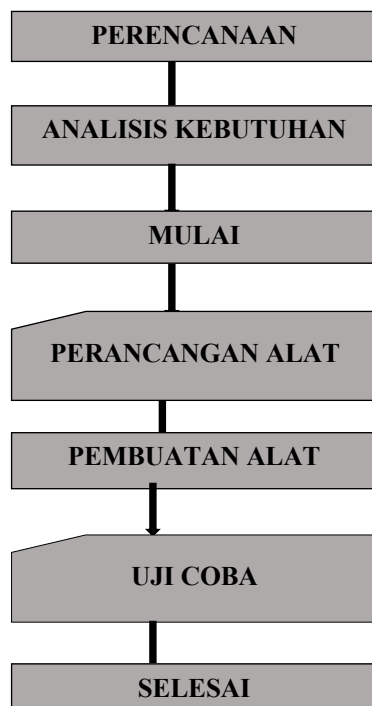 PERENCANAAN
ANALISIS KEBUTUHAN
MULAI
PERANCANGAN ALAT
PEMBUATAN ALAT
UJI COBA
SELESAI